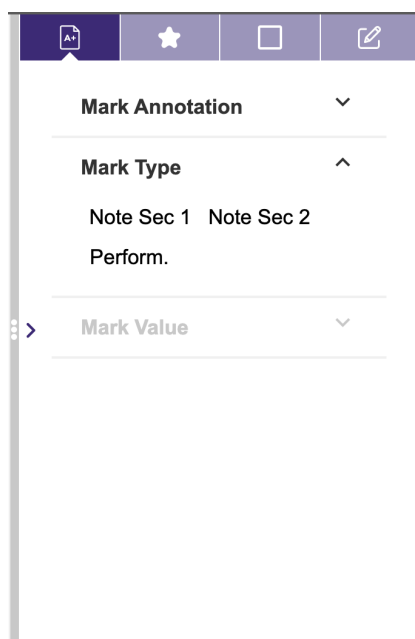 A+
Mark Annotation
Mark Type
Note Sec 1 Note Sec 2
Perform.
Mark Value